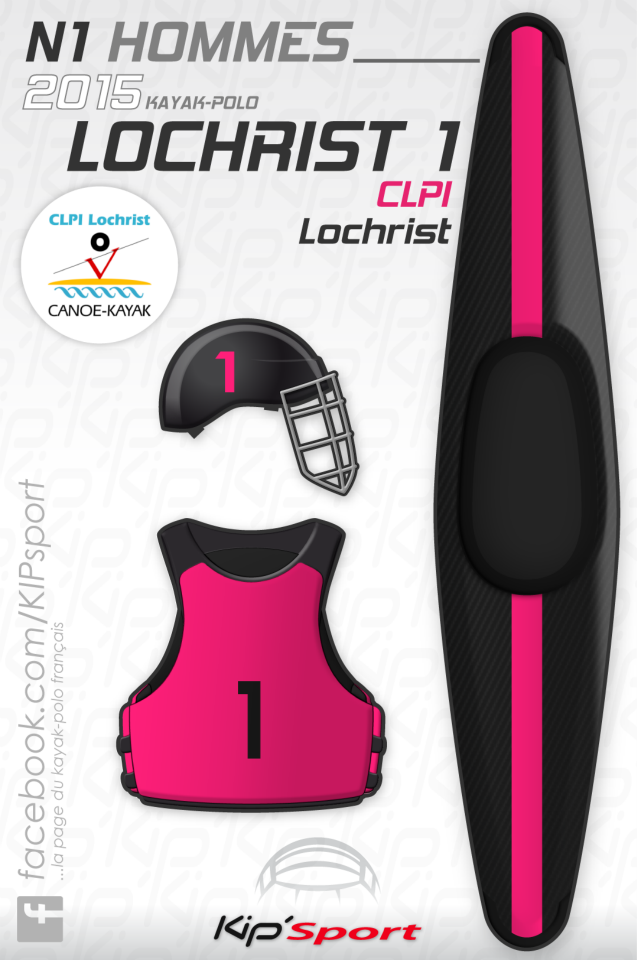 N1 HOMMES
2015 KAYAK-POLO
LOCHRIST 1
CLPI
Lochrist
CLPI Lochrist
CANOE-KAYAK
1
1
facebook.com/KIPsport
...la page du kayak-polo français
f
Kip'Sport